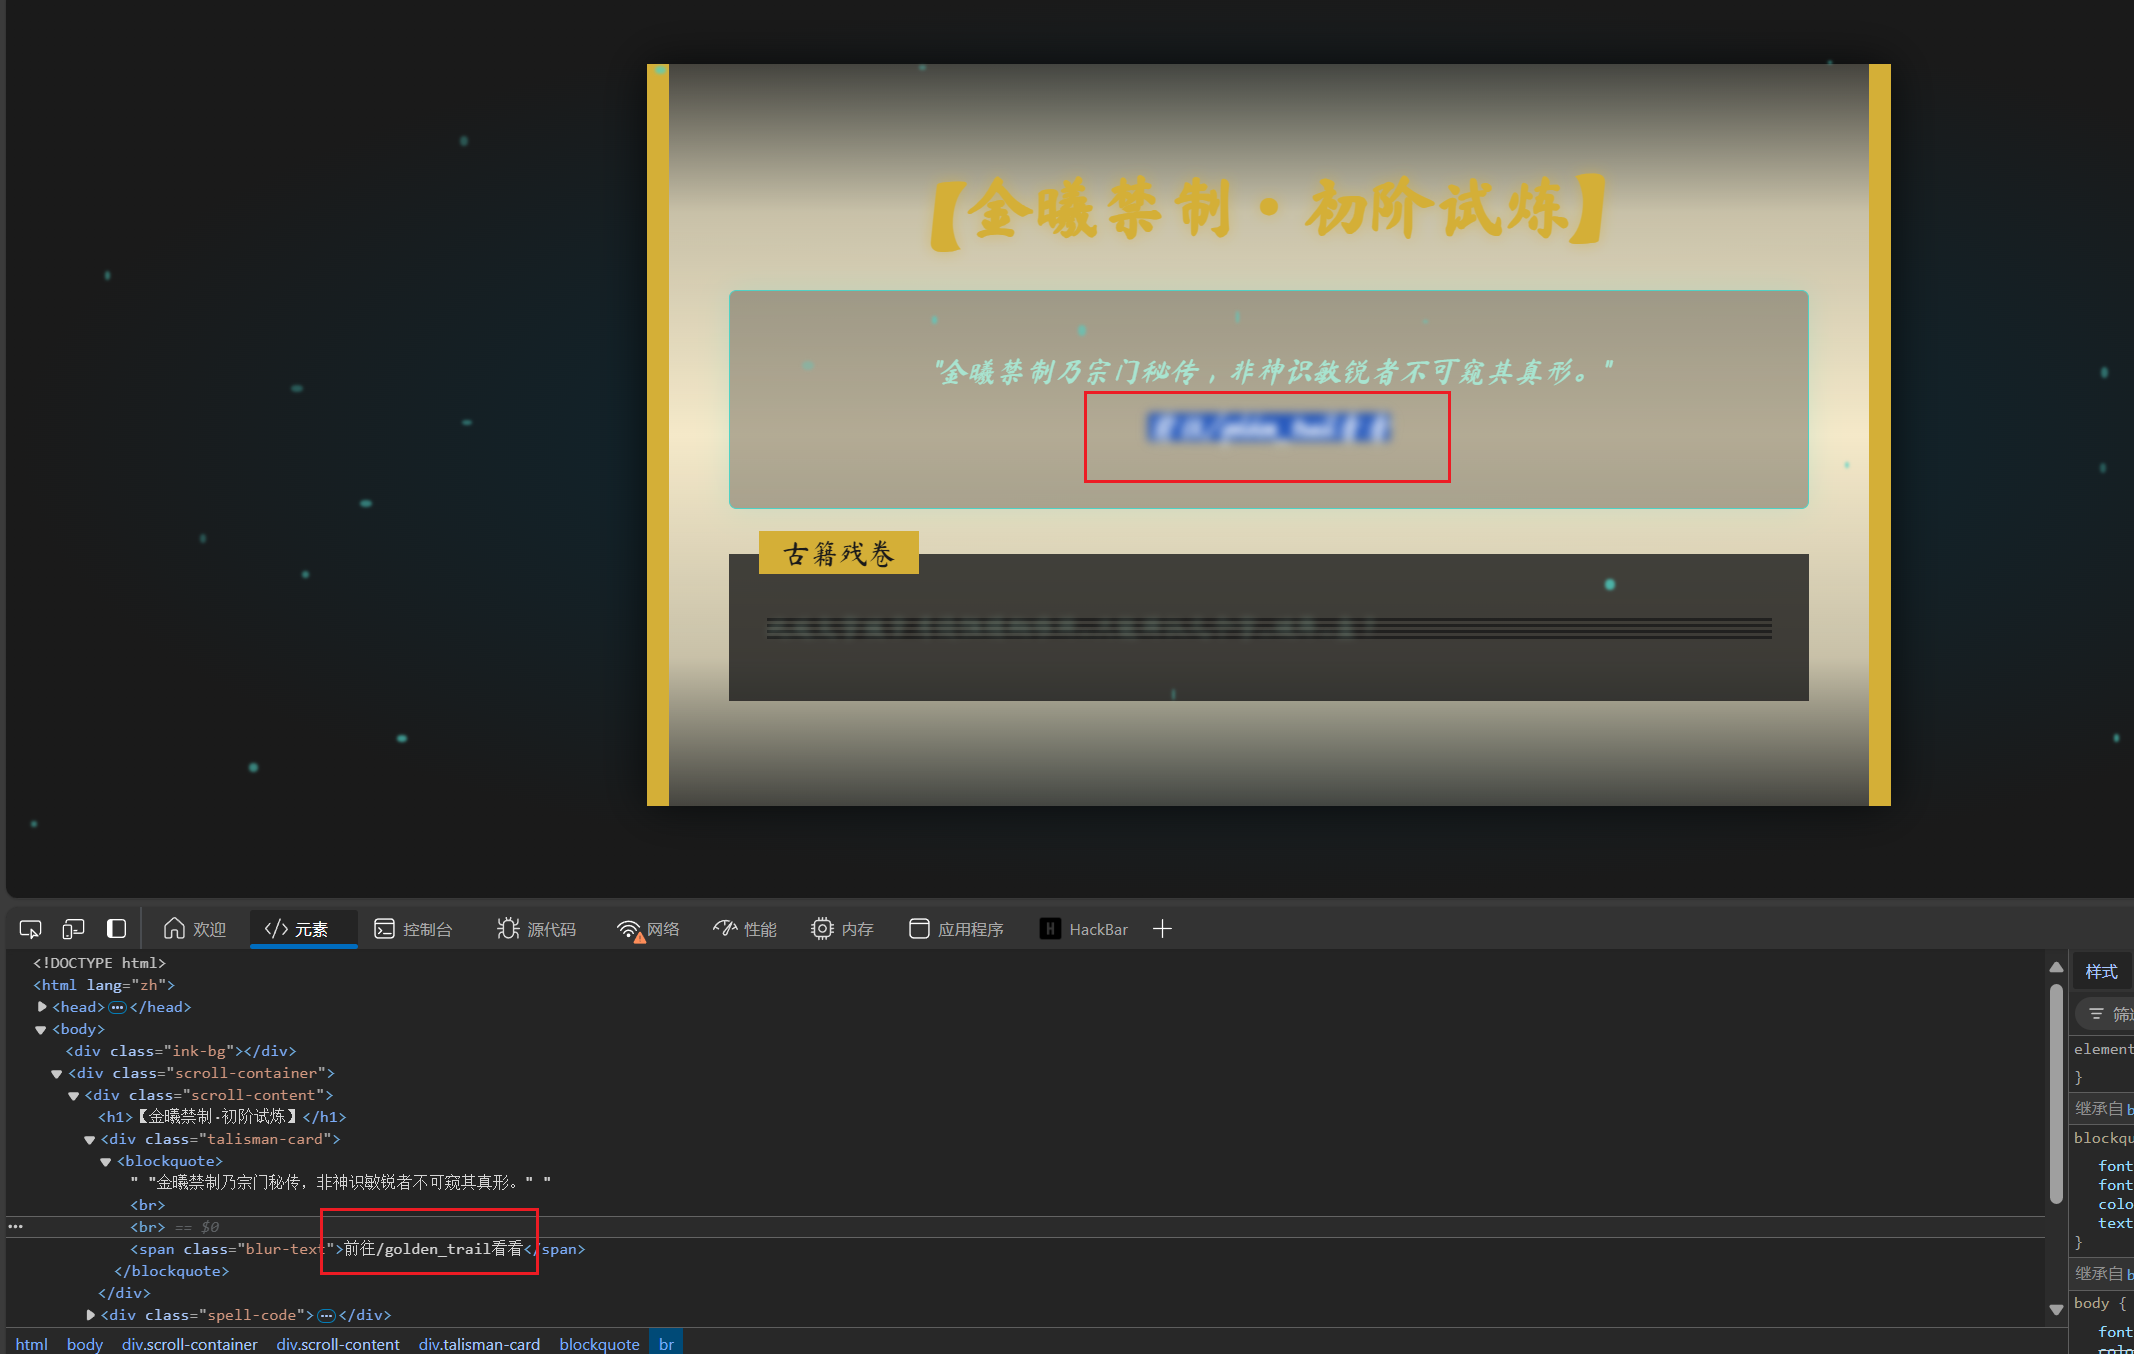 【金曦禁制·初阶试炼】
"金曦禁制乃宗门秘传，非神识敏锐者不可窥其真形。"
古籍残卷
欢迎
元素
控制台
源代码
网络
性能
内存
应用程序
HackBar
<!DOCTYPE html>
<html lang="zh">
<head>…</head>
<body>
<div class="ink-bg"></div>
<div class="scroll-container">
<div class="scroll-content">
<h1>【金曦禁制·初阶试炼】</h1>
<div class="talisman-card">
<blockquote>
" "金曦禁制乃宗门秘传，非神识敏锐者不可窥其真形。" "
<br>
<br> == $0
<span class="blur-text">前往/golden_trail看看</span>
</blockquote>
</div>
<div class="spell-code">…</div>
html body div.scroll-container div.scroll-content div.talisman-card blockquote br
样式
element
}
继承自 b
blockqu
font
font
colo
text
}
继承自 b
body {
font